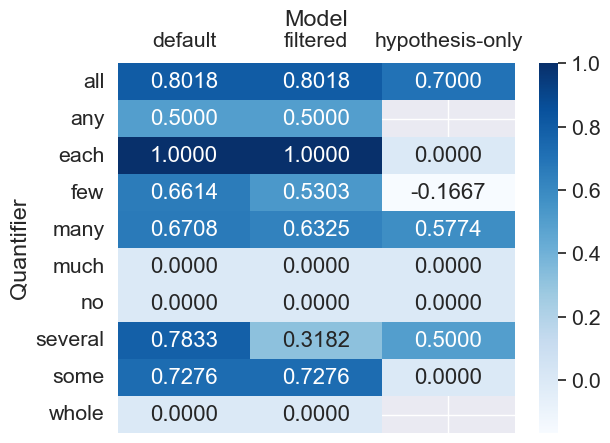 Model
default filtered hypothesis-only
all 0.8018 0.8018 0.7000
any 0.5000 0.5000
each 1.0000 1.0000 0.0000
few 0.6614 0.5303 -0.1667
many 0.6708 0.6325 0.5774
much 0.0000 0.0000 0.0000
no 0.0000 0.0000 0.0000
several 0.7833 0.3182 0.5000
some 0.7276 0.7276 0.0000
whole 0.0000 0.0000
Quantifier
1.0
0.8
0.6
0.4
0.2
0.0